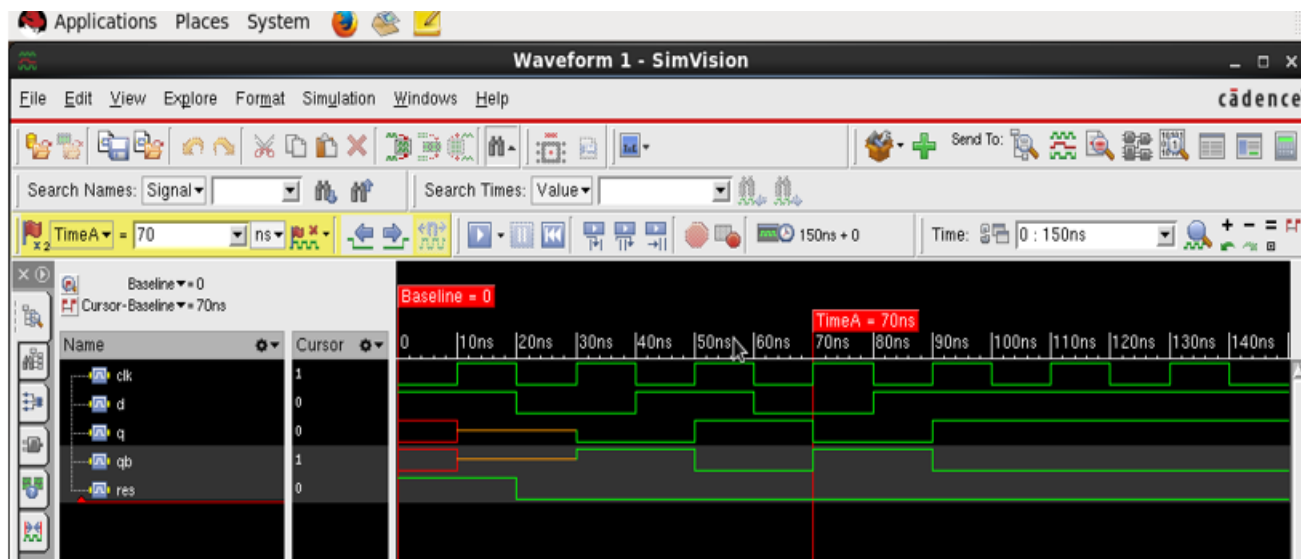 Applications Places System
Waveform 1 - SimVision
File Edit View Explore Format Simulation Windows Help cādence
Send To:
Search Names: Signal Search Times: Value
x2 TimeA = 70 ns 150ns + 0 Time: 0 : 150ns
Baseline = 0
Cursor-Baseline = 70ns
Baseline = 0
TimeA = 70ns
Name Cursor 0 10ns 20ns 30ns 40ns 50ns 60ns 70ns 80ns 90ns 100ns 110ns 120ns 130ns 140ns
clk 1
d 0
q 0
qb 1
res 0